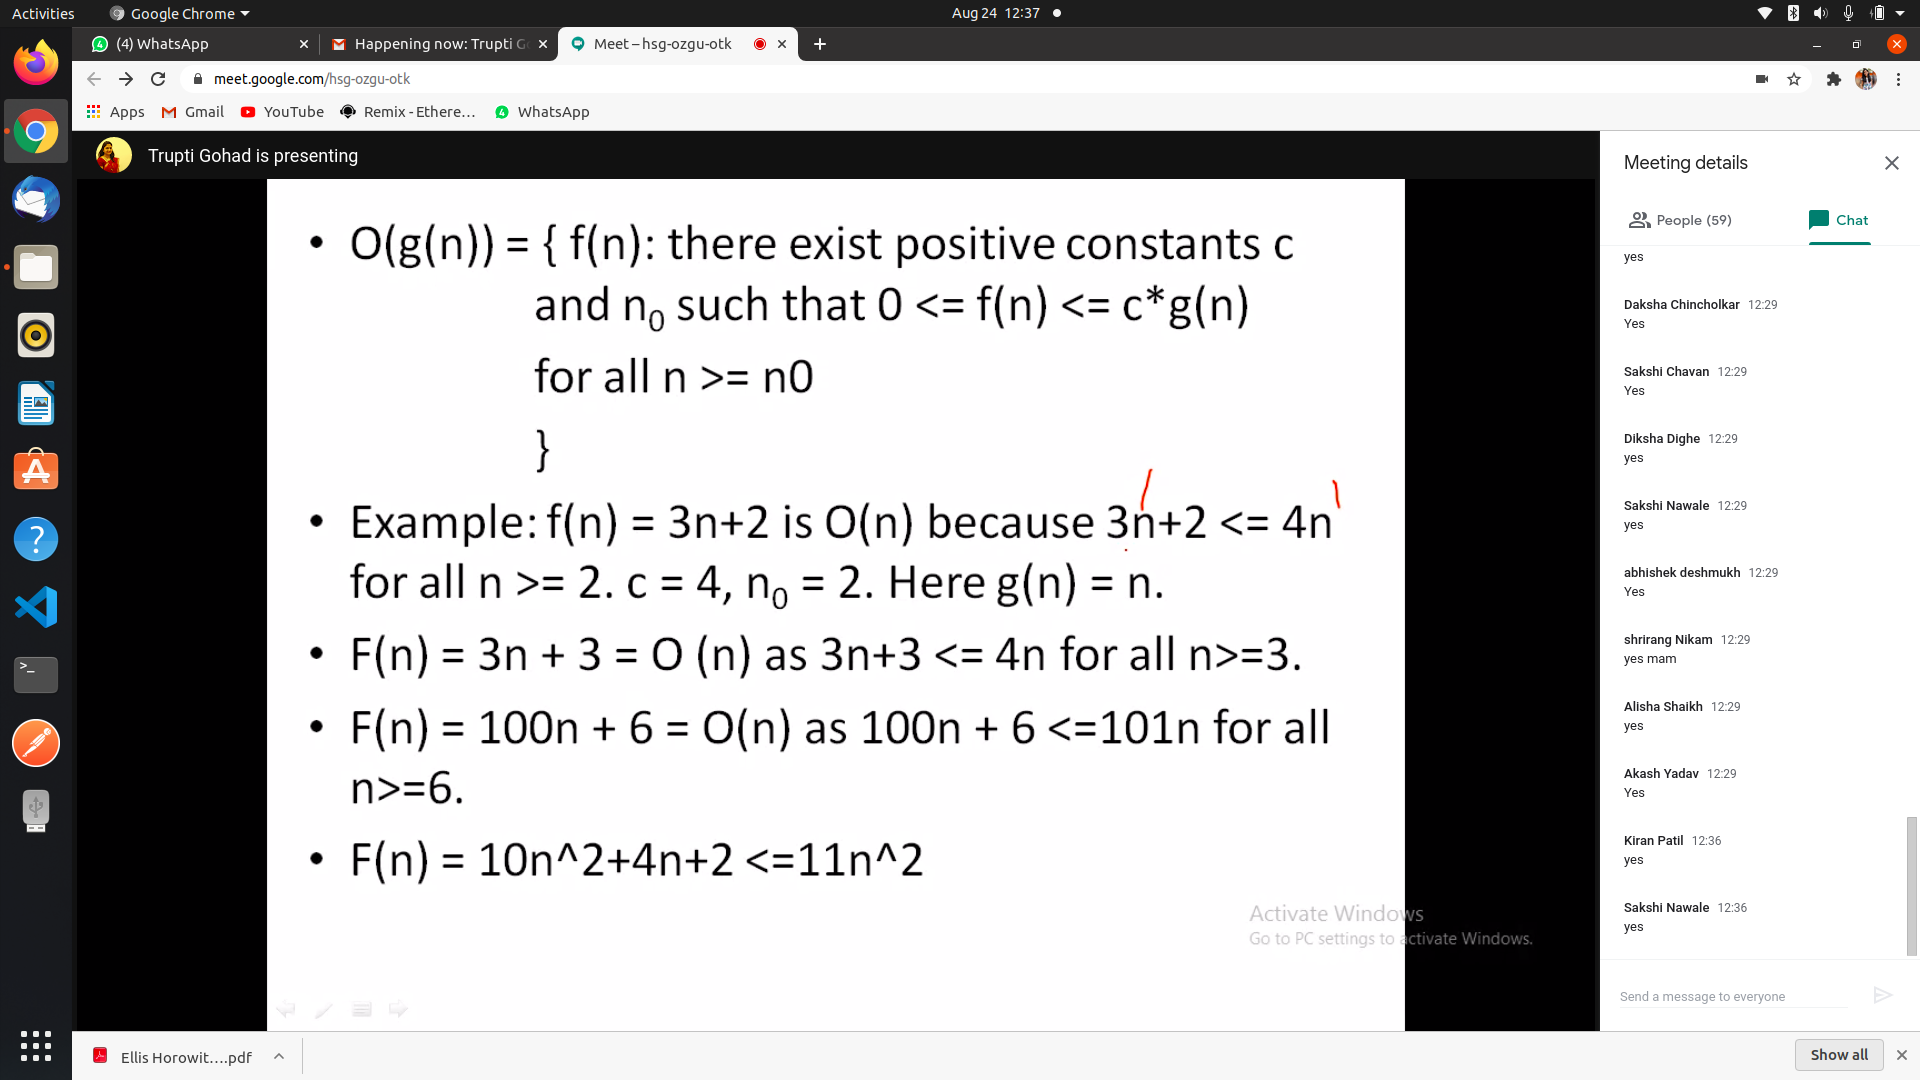 Activities
Google Chrome
Aug 24 12:37
(4) WhatsApp
Happening now: Trupti G
Meet – hsg-ozgu-otk
meet.google.com/hsg-ozgu-otk
Apps
Gmail
YouTube
Remix - Ethere...
WhatsApp
Trupti Gohad is presenting
• O(g(n)) = { f(n): there exist positive constants c
and n₀ such that 0 <= f(n) <= c*g(n)
for all n >= n0
}
• Example: f(n) = 3n+2 is O(n) because 3n+2 <= 4n
for all n >= 2. c = 4, n₀ = 2. Here g(n) = n.
• F(n) = 3n + 3 = O (n) as 3n+3 <= 4n for all n>=3.
• F(n) = 100n + 6 = O(n) as 100n + 6 <=101n for all
n>=6.
• F(n) = 10n^2+4n+2 <=11n^2
Activate Windows
Go to PC settings to activate Windows.
Meeting details
People (59)
Chat
yes
Daksha Chincholkar 12:29
Yes
Sakshi Chavan 12:29
Yes
Diksha Dighe 12:29
yes
Sakshi Nawale 12:29
yes
abhishek deshmukh 12:29
Yes
shrirang Nikam 12:29
yes mam
Alisha Shaikh 12:29
yes
Akash Yadav 12:29
Yes
Kiran Patil 12:36
yes
Sakshi Nawale 12:36
yes
Send a message to everyone
Ellis Horowit....pdf
Show all